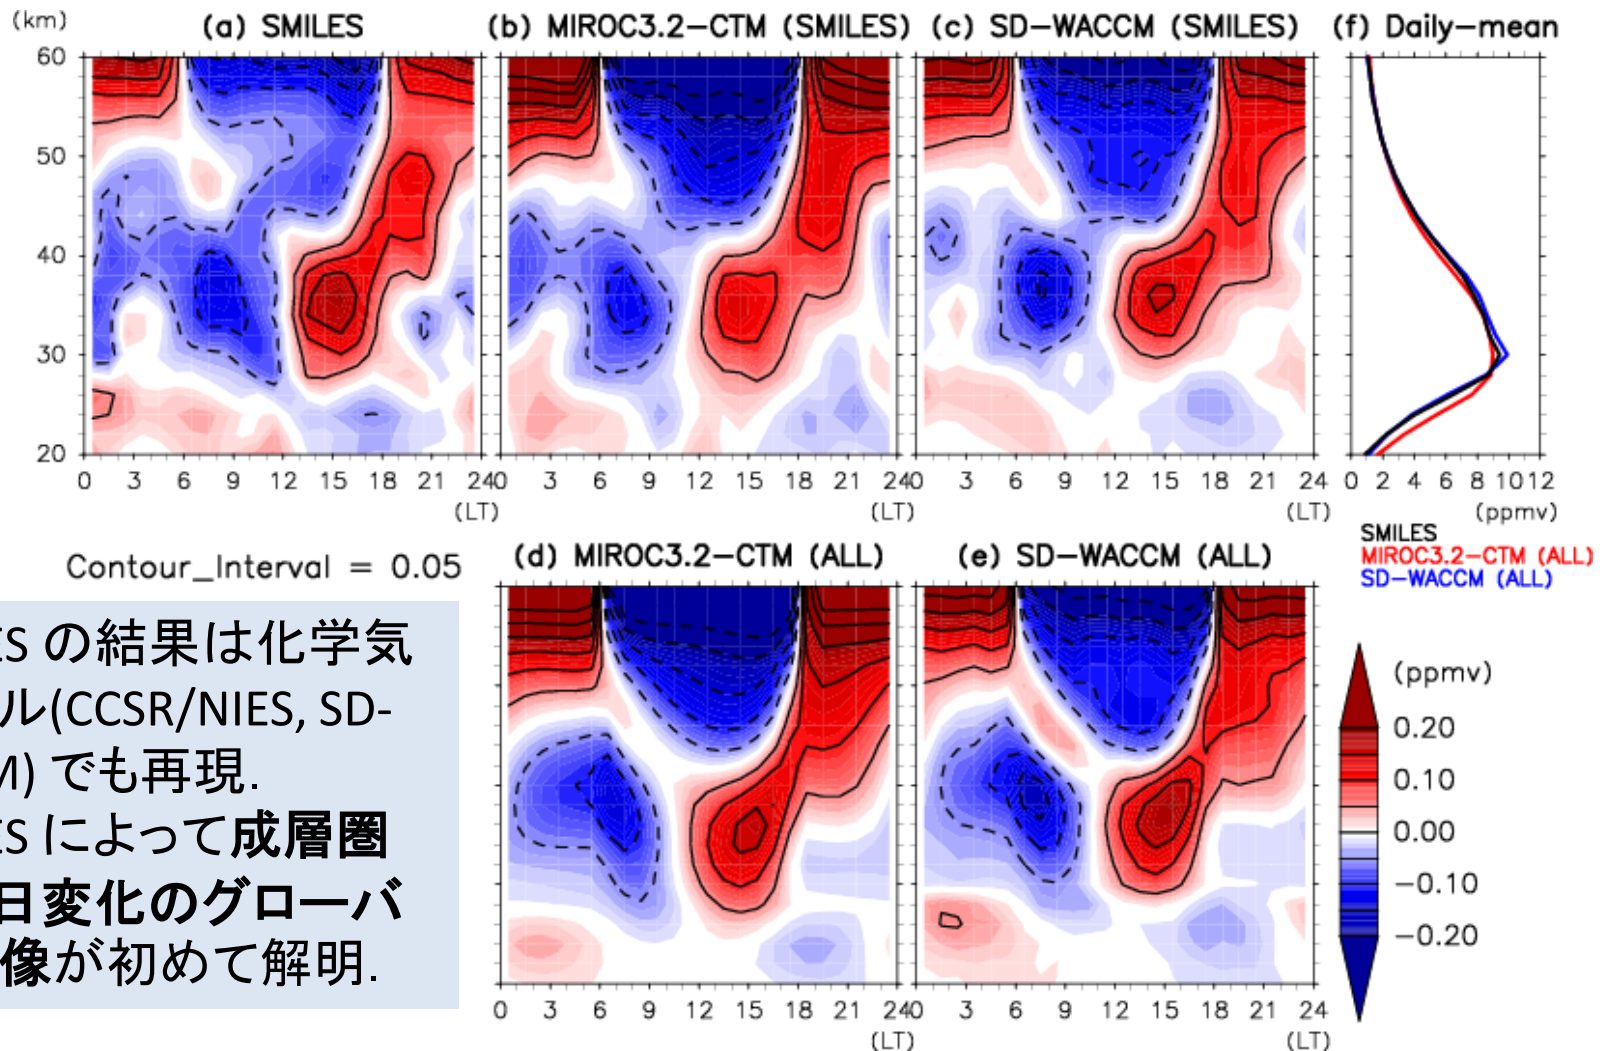 (km)
(a) SMILES
(b) MIROC3.2-CTM (SMILES)
(c) SD-WACCM (SMILES)
(f) Daily-mean
60
50
40
30
20
0 3 6 9 12 15 18 21 24
(LT)
0 3 6 9 12 15 18 21 24
(LT)
0 3 6 9 12 15 18 21 24
(LT)
0 2 4 6 8 10 12
(ppmv)
SMILES
MIROC3.2-CTM (ALL)
SD-WACCM (ALL)
Contour_Interval = 0.05
(d) MIROC3.2-CTM (ALL)
(e) SD-WACCM (ALL)
ES の結果は化学気
ル(CCSR/NIES, SD-
M) でも再現.
ES によって成層圏
日変化のグローバ
像が初めて解明.
0 3 6 9 12 15 18 21 24
(LT)
0 3 6 9 12 15 18 21 24
(LT)
(ppmv)
0.20
0.10
0.00
-0.10
-0.20